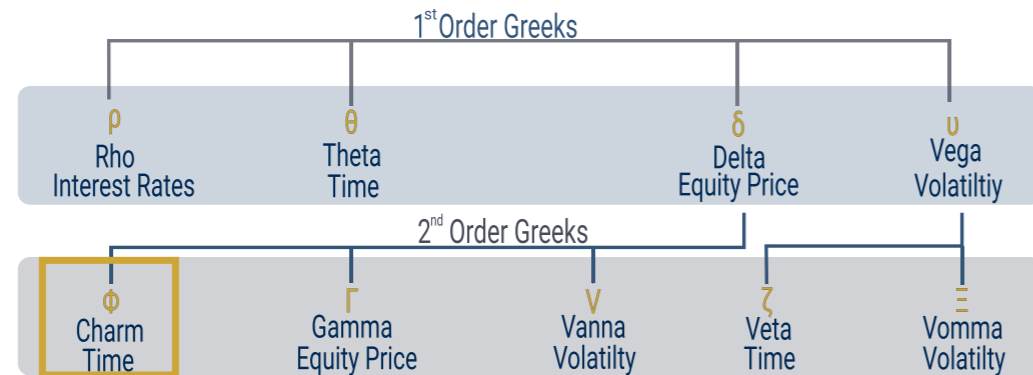 1st Order Greeks
ρ θ δ υ
Rho Theta Delta Vega
Interest Rates Time Equity Price Volatiltiy
2nd Order Greeks
Φ Γ V ζ Ξ
Charm Gamma Vanna Veta Vomma
Time Equity Price Volatilty Time Volatilty